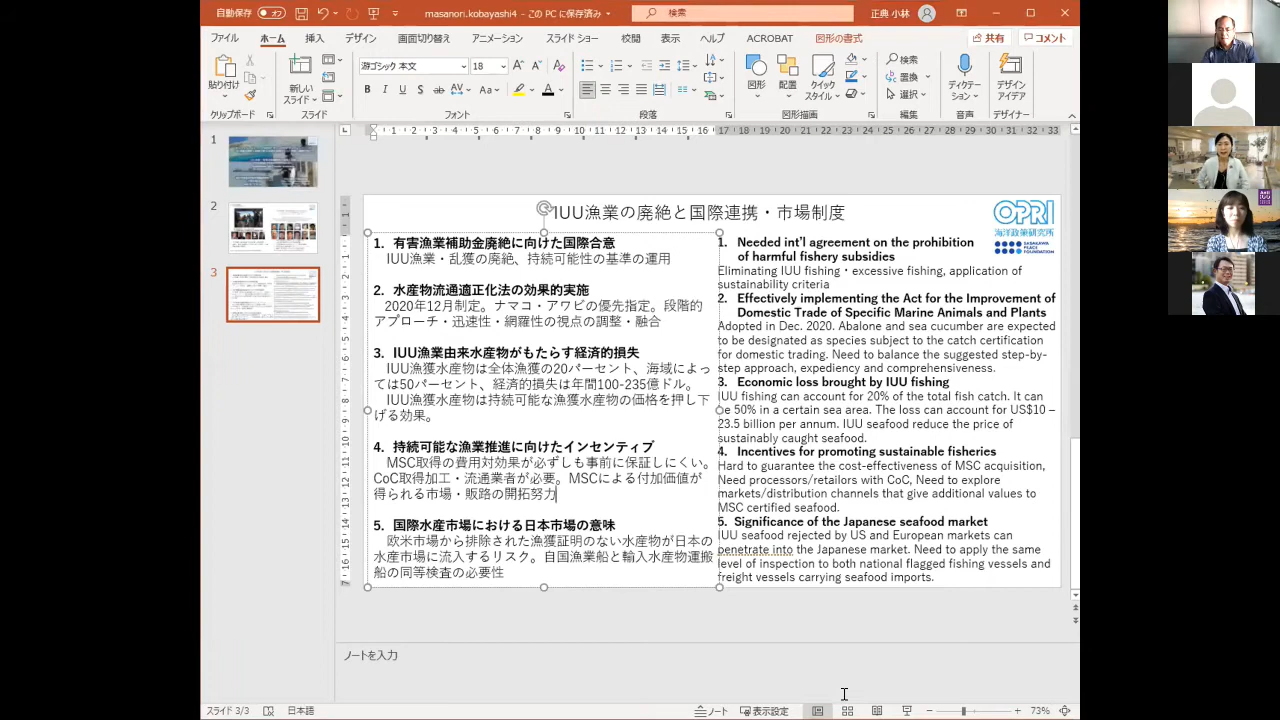 自動保存 オフ
masanori.kobayashi4 - この PC に保存済み
検索
正典 小林
ファイル ホーム 挿入 デザイン 画面切り替え アニメーション スライド ショー 校閲 表示 ヘルプ ACROBAT 図形の書式
共有 コメント
貼り付け
新しい
スライド
游ゴシック 本文 18
図形
配置
クイック
スタイル
検索
置換
選択
ディクテー
ション
デザイン
アイデア
クリップボード スライド フォント 段落 図形描画 編集 音声 デザイナー
1
2
3
IUU漁業の廃絶と国際連携・市場制度
OPRI
海洋政策研究所
SASAKAWA
PEACE
FOUNDATION
1. 有害漁業補助金廃絶に向けた国際合意
IUU漁業・乱獲の廃絶、持続可能性の基準の運用
2. 水産物流通適正化法の効果的実施
2020年12月制定。アワビ・ナマコの優先指定。段階的
アプローチ・迅速性・網羅性の視点の調整・融合
3. IUU漁業由来水産物がもたらす経済的損失
IUU漁獲水産物は全体漁獲の20パーセント、海域によっ
ては50パーセント、経済的損失は年間100-235億ドル。
IUU漁獲水産物は持続可能な漁獲水産物の価格を押し下
げる効果。
4. 持続可能な漁業推進に向けたインセンティブ
MSC取得の費用対効果が必ずしも事前に保証しにくい。
CoC取得加工・流通業者が必要。MSCによる付加価値が
得られる市場・販路の開拓努力
5. 国際水産市場における日本市場の意味
欧米市場から排除された漁獲証明のない水産物が日本の
水産市場に流入するリスク。自国漁業船と輸入水産物運搬
船の同等検査の必要性
Needed int'l agreement on the prohibition
of harmful fishery subsidies
IUU fishing - excessive fishing, application of
sustainability criteria
Effectively implementing the Act for the Improvement of
Domestic Trade of Specific Marine Animals and Plants
Adopted in Dec. 2020. Abalone and sea cucumber are expected
to be designated as species subject to the catch certification
for domestic trading. Need to balance the suggested step-by-
step approach, expediency and comprehensiveness.
3. Economic loss brought by IUU fishing
IUU fishing can account for 20% of the total fish catch. It can
be 50% in a certain sea area. The loss can account for US$10 –
23.5 billion per annum. IUU seafood reduce the price of
sustainably caught seafood.
4. Incentives for promoting sustainable fisheries
Hard to guarantee the cost-effectiveness of MSC acquisition,
Need processors/retailors with CoC, Need to explore
markets/distribution channels that give additional values to
MSC certified seafood.
5. Significance of the Japanese seafood market
IUU seafood rejected by US and European markets can
penetrate into the Japanese market. Need to apply the same
level of inspection to both national flagged fishing vessels and
freight vessels carrying seafood imports.
ノートを入力
スライド 3/3 日本語
ノート 表示設定 73%